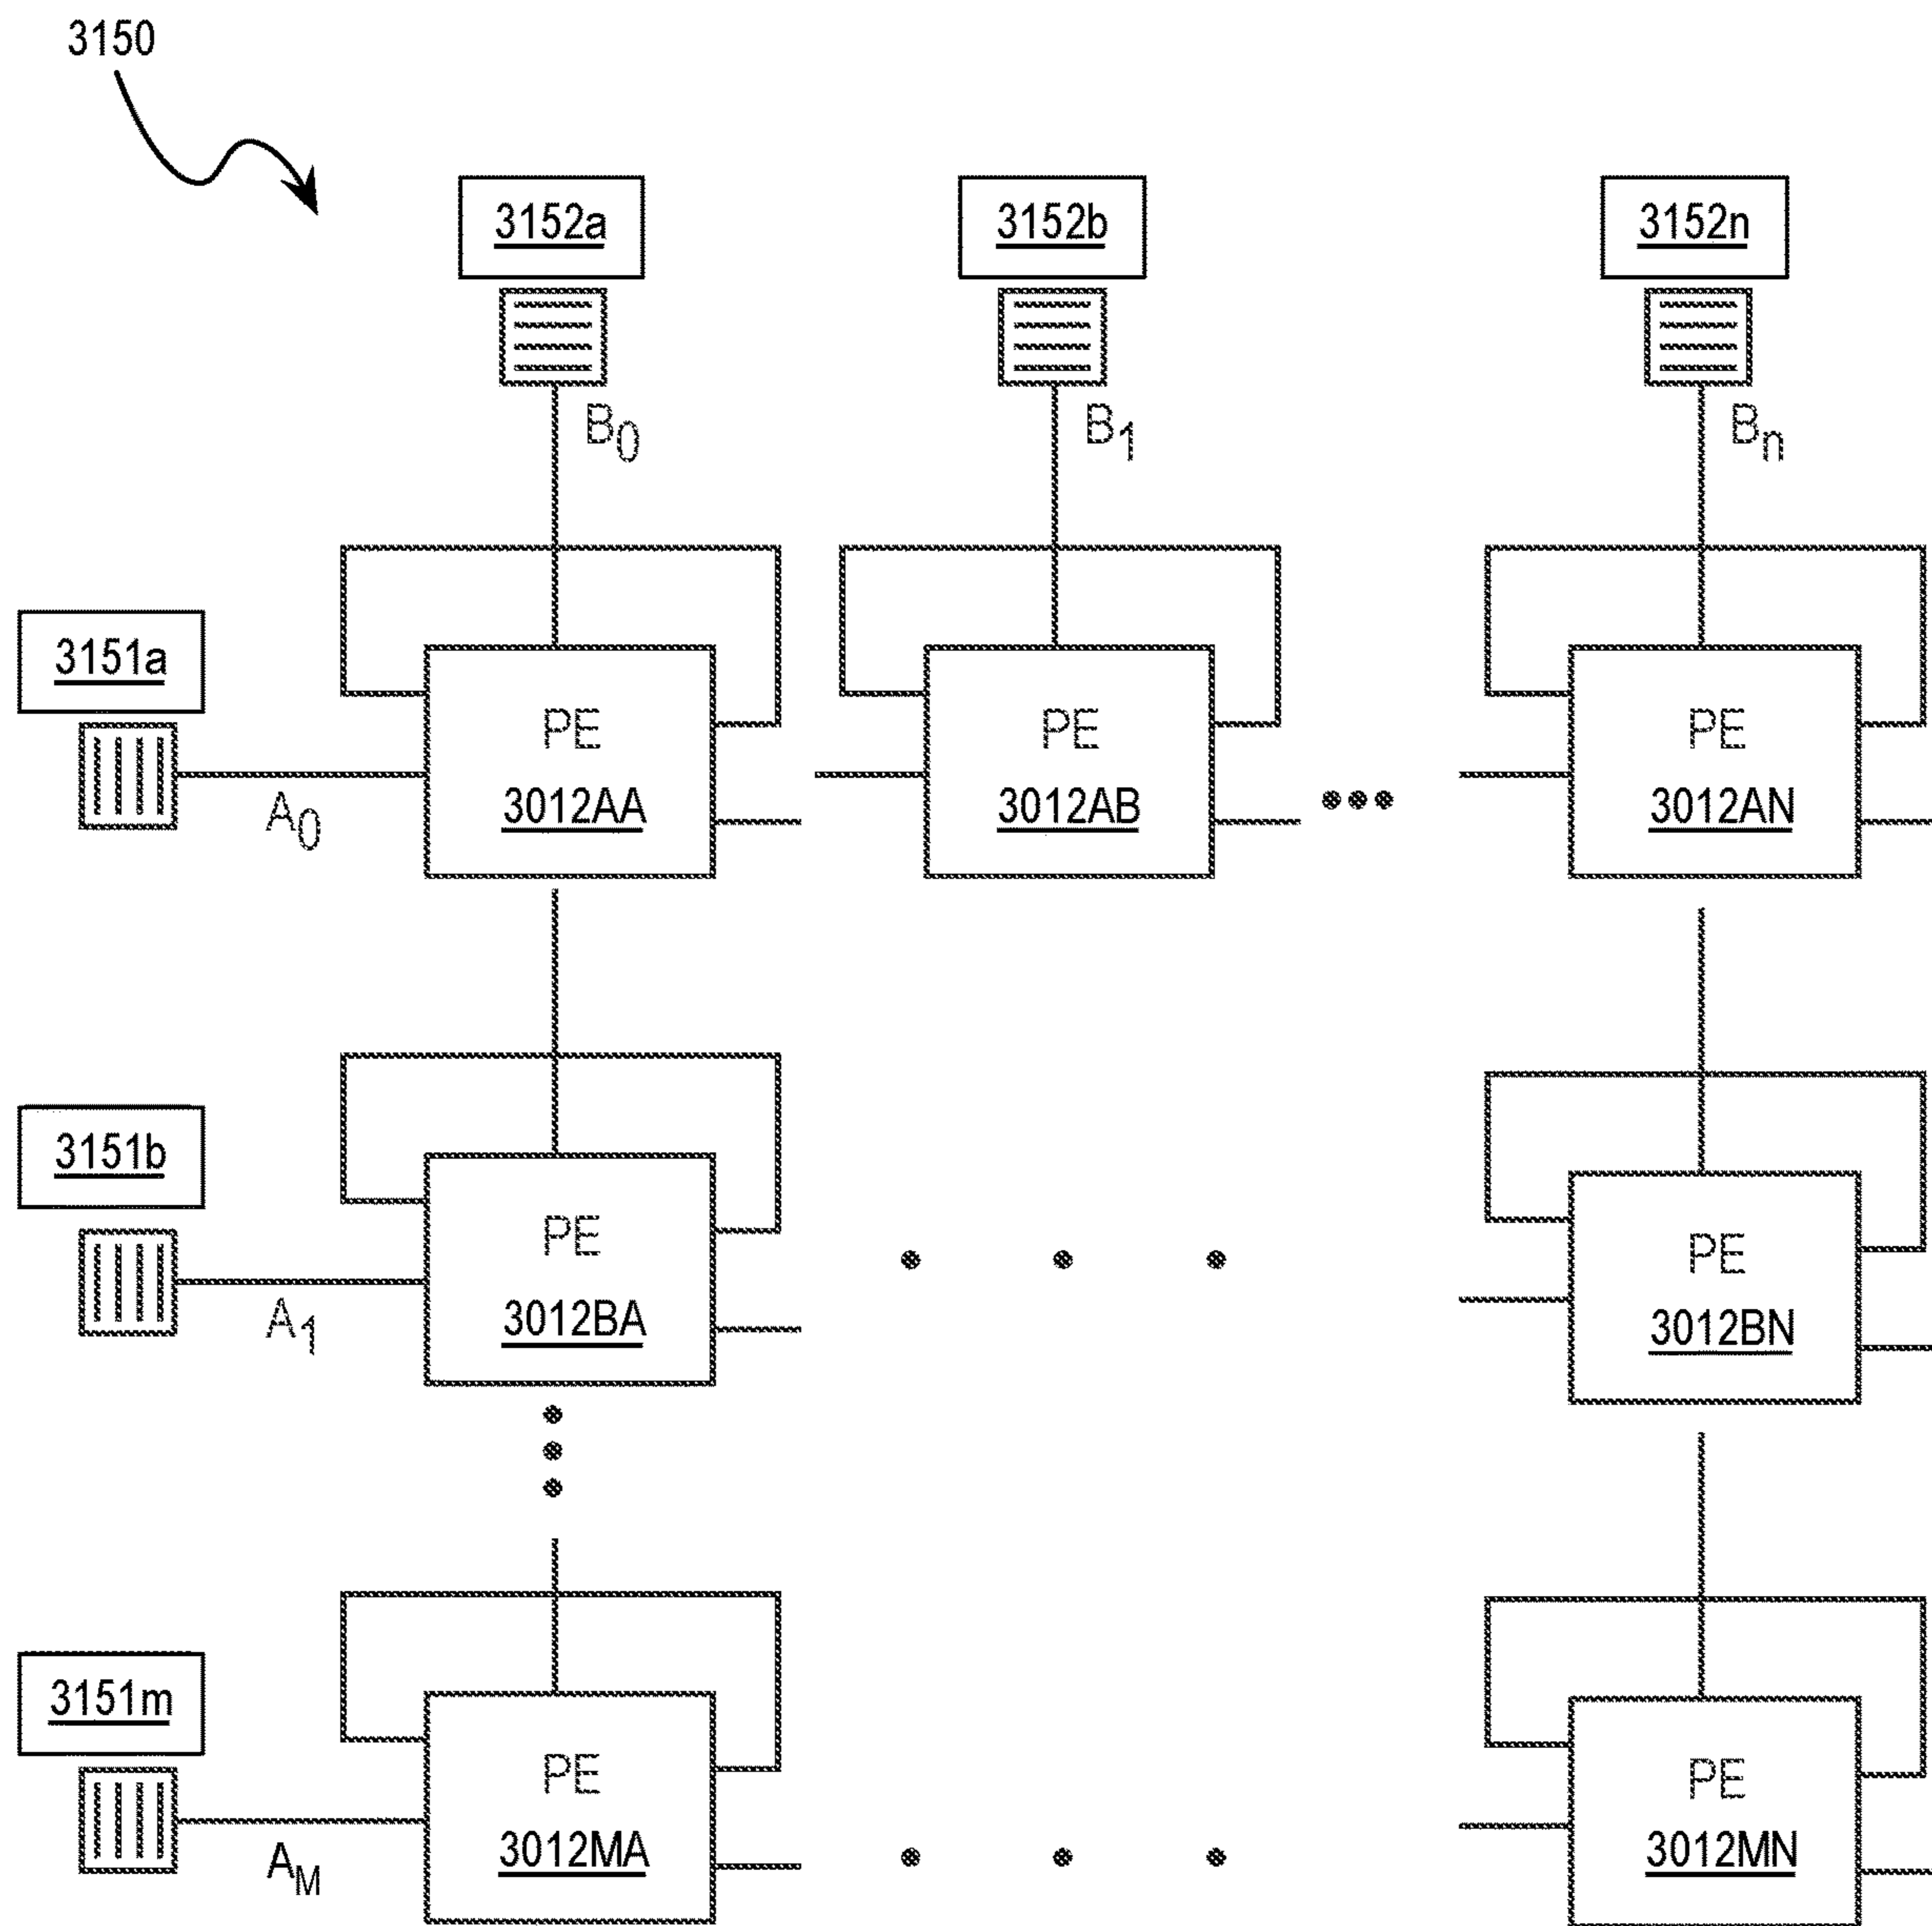 3150
3152a 3152b 3152n
B0 B1 Bn
3151a
PE PE PE
A0 3012AA 3012AB 3012AN
3151b
PE PE
A1 3012BA 3012BN
3151m
PE PE
AM 3012MA 3012MN